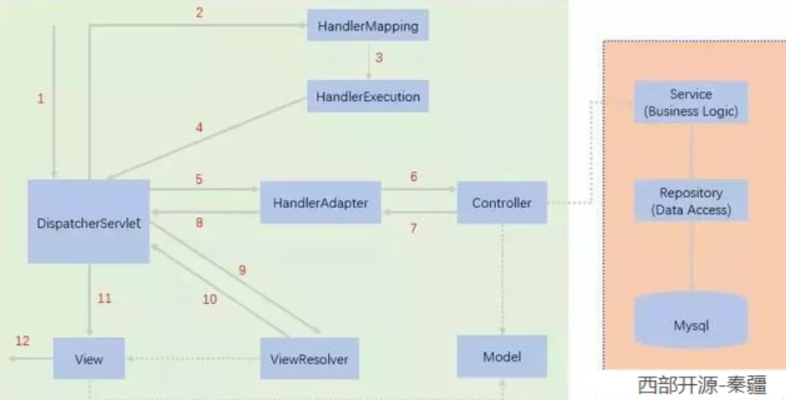 2
HandlerMapping
1
3
HandlerExecution
Service
(Business Logic)
4
5
6
DispatcherServlet
HandlerAdapter
Controller
Repository
(Data Access)
8
7
9
10
11
Mysql
12
View
ViewResolver
Model
西部开源-秦疆